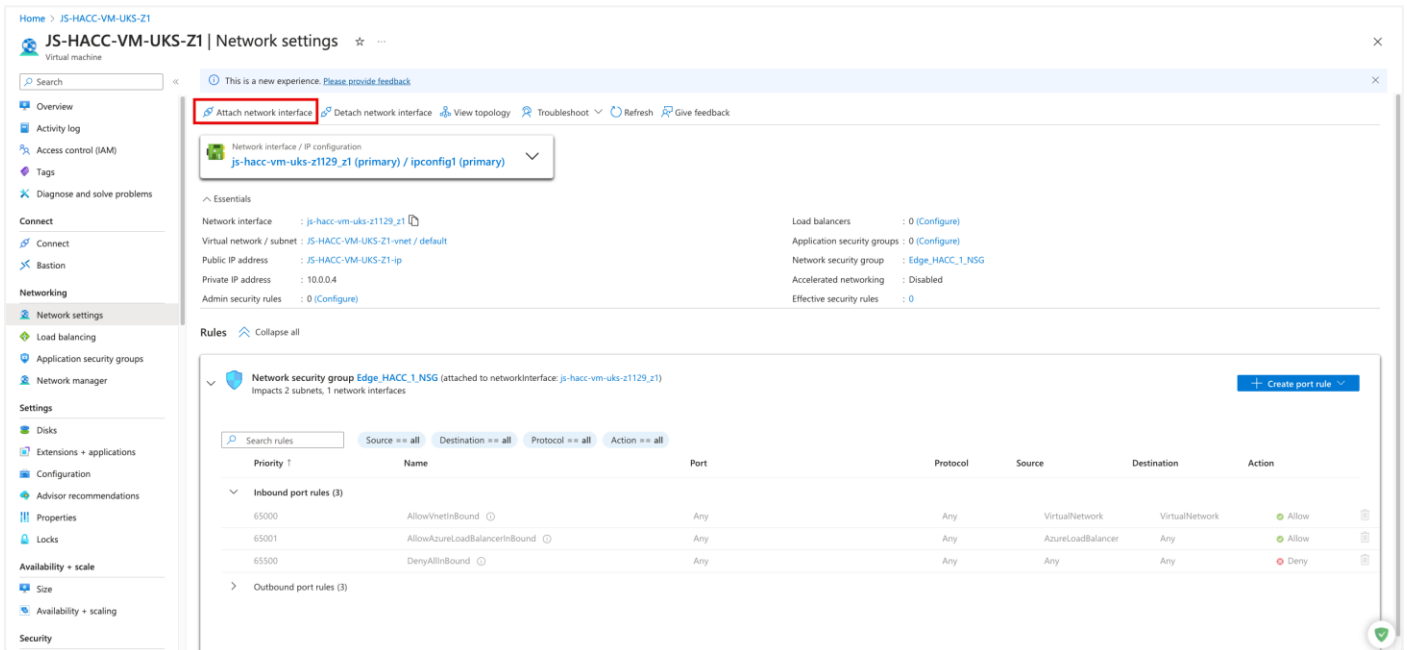 Home > JS-HACC-VM-UKS-Z1
JS-HACC-VM-UKS-Z1 | Network settings
Virtual machine
Search
Overview
Activity log
Access control (IAM)
Tags
Diagnose and solve problems
Connect
Connect
Bastion
Networking
Network settings
Load balancing
Application security groups
Network manager
Settings
Disks
Extensions + applications
Configuration
Advisor recommendations
Properties
Locks
Availability + scale
Size
Availability + scaling
Security
This is a new experience. Please provide feedback
Attach network interface Detach network interface View topology Troubleshoot Refresh Give feedback
Network interface / IP configuration
js-hacc-vm-uks-z1129_z1 (primary) / ipconfig1 (primary)
Essentials
Network interface : js-hacc-vm-uks-z1129_z1
Virtual network / subnet : JS-HACC-VM-UKS-Z1-vnet / default
Public IP address : JS-HACC-VM-UKS-Z1-ip
Private IP address : 10.0.0.4
Admin security rules : 0 (Configure)
Load balancers : 0 (Configure)
Application security groups : 0 (Configure)
Network security group : Edge_HACC_1_NSG
Accelerated networking : Disabled
Effective security rules : 0
Rules Collapse all
Network security group Edge_HACC_1_NSG (attached to networkInterface: js-hacc-vm-uks-z1129_z1)
Impacts 2 subnets, 1 network interfaces
+ Create port rule
Search rules Source == all Destination == all Protocol == all Action == all
Priority ↑ Name Port Protocol Source Destination Action
Inbound port rules (3)
65000 AllowVnetInBound Any Any VirtualNetwork VirtualNetwork Allow
65001 AllowAzureLoadBalancerInBound Any Any AzureLoadBalancer Any Allow
65500 DenyAllInBound Any Any Any Any Deny
Outbound port rules (3)